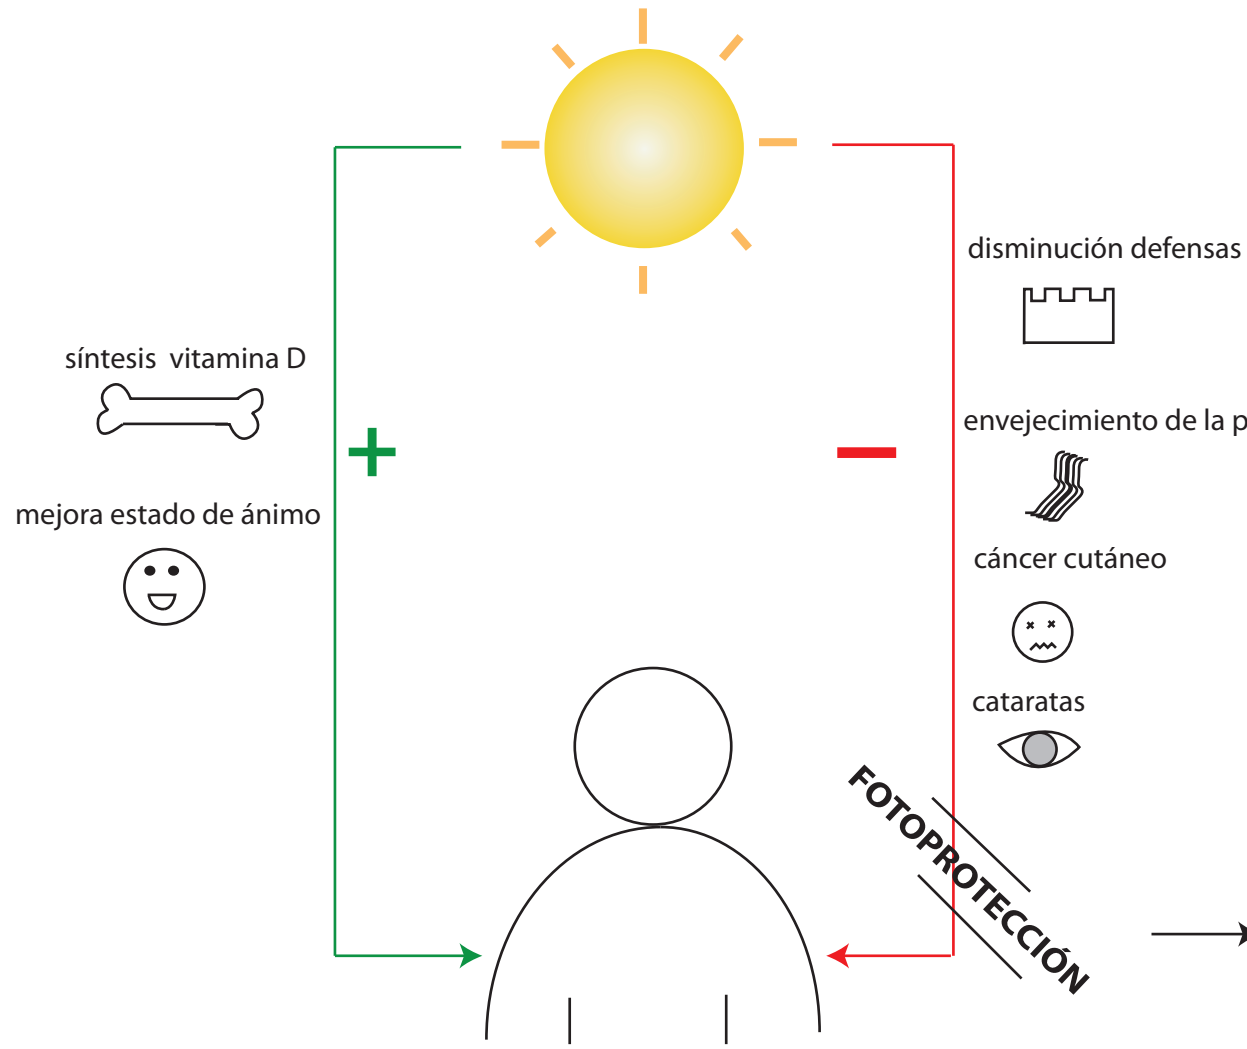 disminución defensas
síntesis vitamina D
envejecimiento de la p
mejora estado de ánimo
cáncer cutáneo
cataratas
FOTOPROTECCIÓN